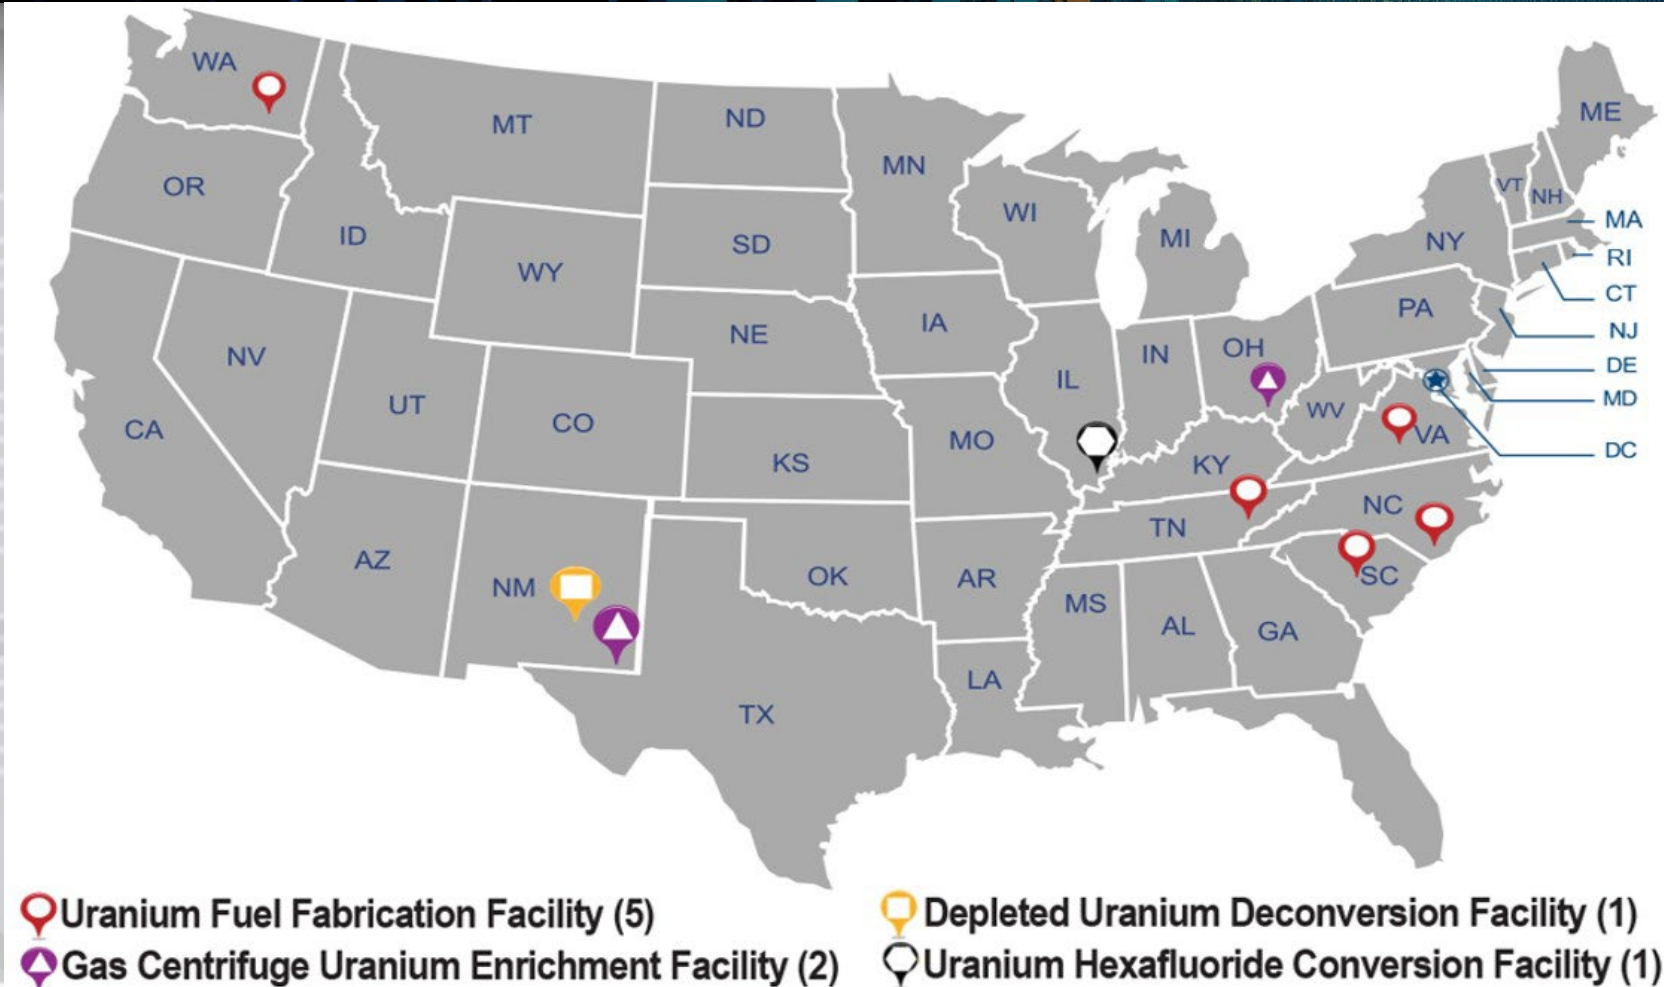 WA
MT
ND
MN
ME
OR
ID
WY
SD
WI
MI
VT
NH
NY
MA
RI
CT
NJ
DE
MD
DC
NE
IA
PA
NV
UT
CO
IL
IN
OH
WV
VA
CA
KS
MO
KY
NC
TN
SC
AZ
NM
OK
AR
MS
AL
GA
TX
LA
Uranium Fuel Fabrication Facility (5)
Gas Centrifuge Uranium Enrichment Facility (2)
Depleted Uranium Deconversion Facility (1)
Uranium Hexafluoride Conversion Facility (1)